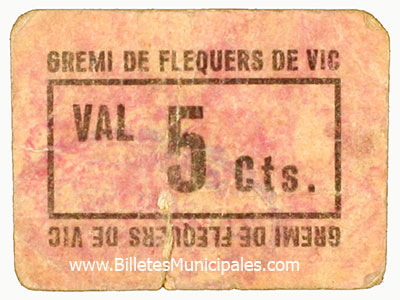 GREMI DE FLEQUERS DE VIC
VAL 5 Cts.
GREMI DE FLEQUERS DE VIC
www.BilletesMunicipales.com